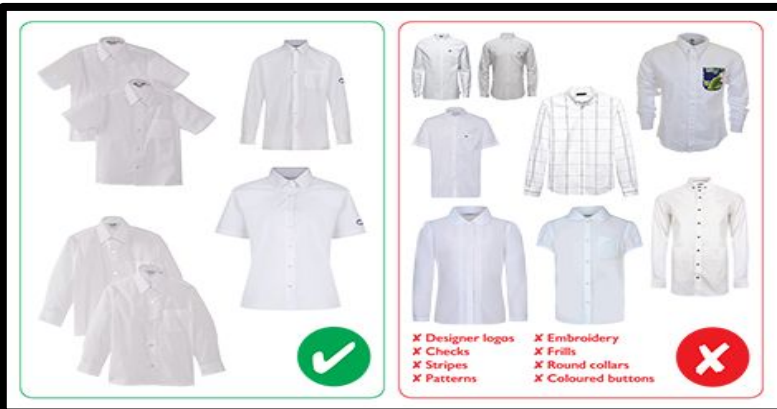 ✘ Designer logos
✘ Checks
✘ Stripes
✘ Patterns
✘ Embroidery
✘ Frills
✘ Round collars
✘ Coloured buttons